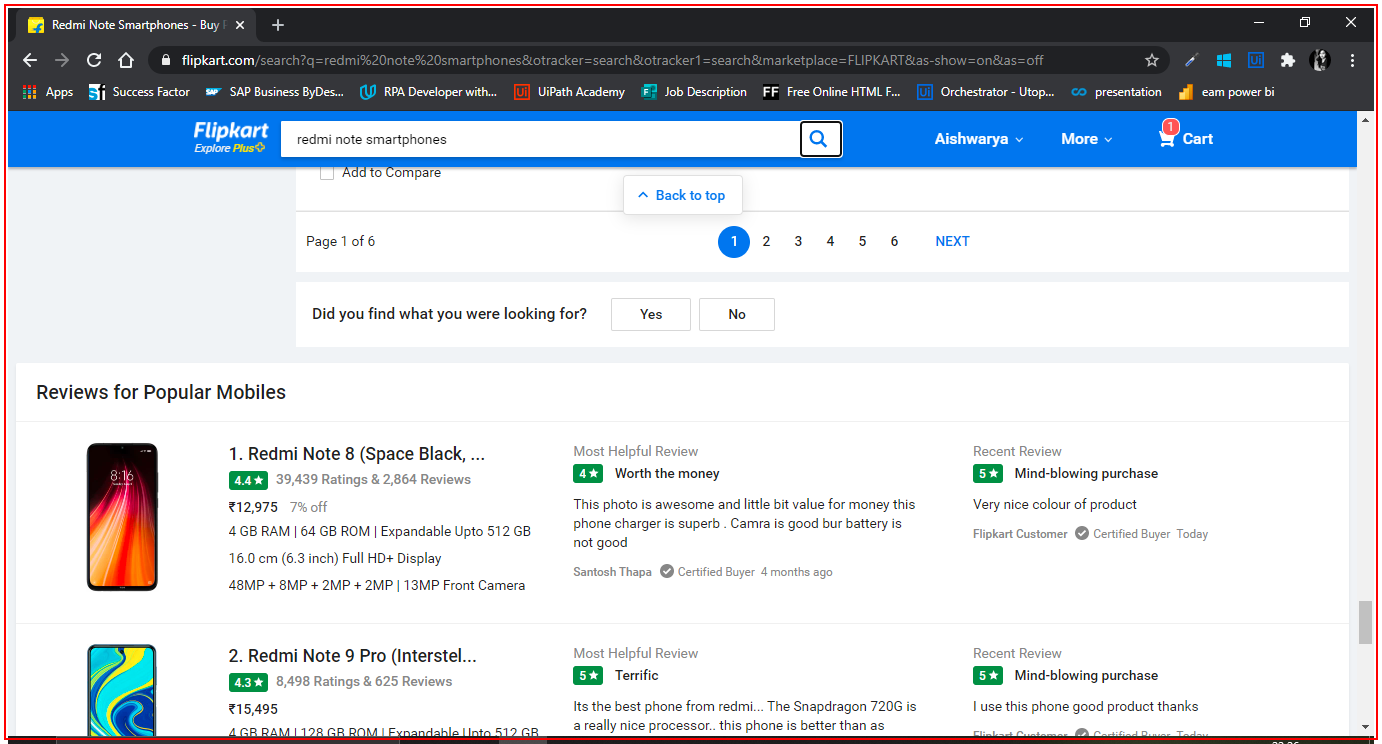 Redmi Note Smartphones - Buy
flipkart.com/search?q=redmi%20note%20smartphones&otracker=search&otracker1=search&marketplace=FLIPKART&as-show=on&as=off
Apps Success Factor SAP Business ByDes... RPA Developer with... UiPath Academy Job Description FF Free Online HTML F... Orchestrator - Utop... presentation eam power bi
Flipkart
Explore Plus
redmi note smartphones
Aishwarya More 1 Cart
Add to Compare
Back to top
Page 1 of 6 1 2 3 4 5 6 NEXT
Did you find what you were looking for? Yes No
Reviews for Popular Mobiles
8:16
1. Redmi Note 8 (Space Black, ...
4.4★ 39,439 Ratings & 2,864 Reviews
₹12,975 7% off
4 GB RAM | 64 GB ROM | Expandable Upto 512 GB
16.0 cm (6.3 inch) Full HD+ Display
48MP + 8MP + 2MP + 2MP | 13MP Front Camera
Most Helpful Review
4★ Worth the money
This photo is awesome and little bit value for money this
phone charger is superb . Camra is good bur battery is
not good
Santosh Thapa Certified Buyer 4 months ago
Recent Review
5★ Mind-blowing purchase
Very nice colour of product
Flipkart Customer Certified Buyer Today
2. Redmi Note 9 Pro (Interstel...
4.3★ 8,498 Ratings & 625 Reviews
₹15,495
4 GB RAM | 128 GB ROM | Expandable Upto 512 GB
Most Helpful Review
5★ Terrific
Its the best phone from redmi... The Snapdragon 720G is
a really nice processor.. this phone is better than as
Recent Review
5★ Mind-blowing purchase
I use this phone good product thanks
Flipkart Customer Certified Buyer Today